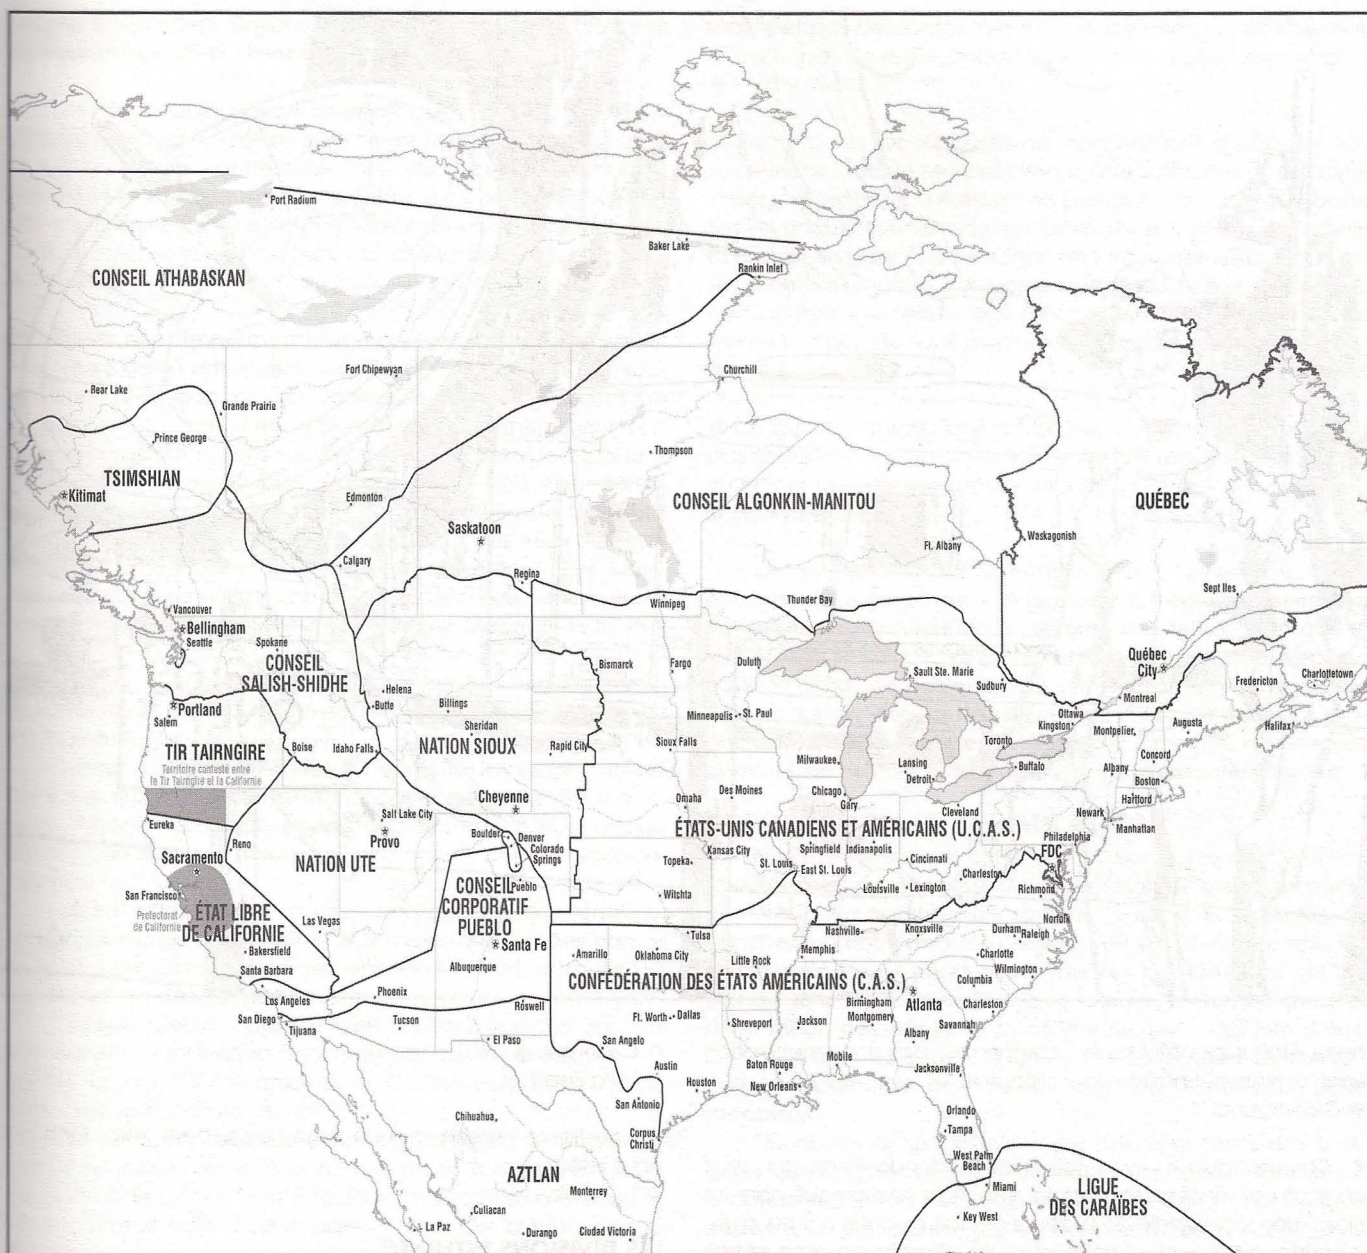 Port Radium
Baker Lake
Rankin Inlet
CONSEIL ATHABASKAN
Fort Chipewyan
Churchill
Bear Lake
Grande Prairie
Prince George
Thompson
TSIMSHIAN
Kitimat
Edmonton
CONSEIL ALGONKIN-MANITOU
QUÉBEC
Saskatoon
Waskagonish
Ft. Albany
Calgary
Regina
Winnipeg
Thunder Bay
Sept Iles
Vancouver
Bellingham
Seattle
Spokane
CONSEIL
SALISH-SHIDHE
Bismarck
Fargo
Duluth
Sault Ste. Marie
Sudbury
Québec
City
Montreal
Fredericton
Charlottetown
Helena
Butte
Billings
Sheridan
Portland
Salem
Minneapolis
St. Paul
Ottawa
Kingston
Montpelier
Augusta
Halifax
TIR TAIRNGIRE
Territoire contesté entre
le Tir Tairngire et la Californie
Boise
Idaho Falls
NATION SIOUX
Rapid City
Sioux Falls
Milwaukee
Lansing
Detroit
Toronto
Buffalo
Albany
Concord
Boston
Hartford
Eureka
Reno
Salt Lake City
Provo
Cheyenne
Omaha
Des Moines
Chicago
Gary
Cleveland
Newark
Manhattan
ÉTATS-UNIS CANADIENS ET AMÉRICAINS (U.C.A.S.)
Philadelphia
FDC
Boulder
Denver
Colorado
Springs
Pueblo
Sacramento
NATION UTE
Topeka
Kansas City
St. Louis
Springfield
Indianapolis
East St. Louis
Cincinnati
Charleston
Louisville
Lexington
Richmond
Norfolk
San Francisco
Protectorat
de Californie
ÉTAT LIBRE
DE CALIFORNIE
Las Vegas
CONSEIL
CORPORATIF
PUEBLO
Witchta
Santa Fe
Albuquerque
Bakersfield
Santa Barbara
Los Angeles
San Diego
Tijuana
Phoenix
Tucson
Roswell
El Paso
Amarillo
Oklahoma City
Tulsa
Little Rock
Memphis
Nashville
Knoxville
Durham
Raleigh
Charlotte
Wilmington
Columbia
CONFÉDÉRATION DES ÉTATS AMÉRICAINS (C.A.S.)
Atlanta
Charleston
Savannah
Birmingham
Montgomery
Albany
Ft. Worth
Dallas
Shreveport
Jackson
Mobile
Jacksonville
San Angelo
Austin
Houston
Baton Rouge
New Orleans
San Antonio
Corpus
Christi
Orlando
Tampa
West Palm
Beach
Miami
Key West
LIGUE
DES CARAÏBES
Chihuahua
AZTLAN
Monterrey
Culiacan
La Paz
Durango
Ciudad Victoria